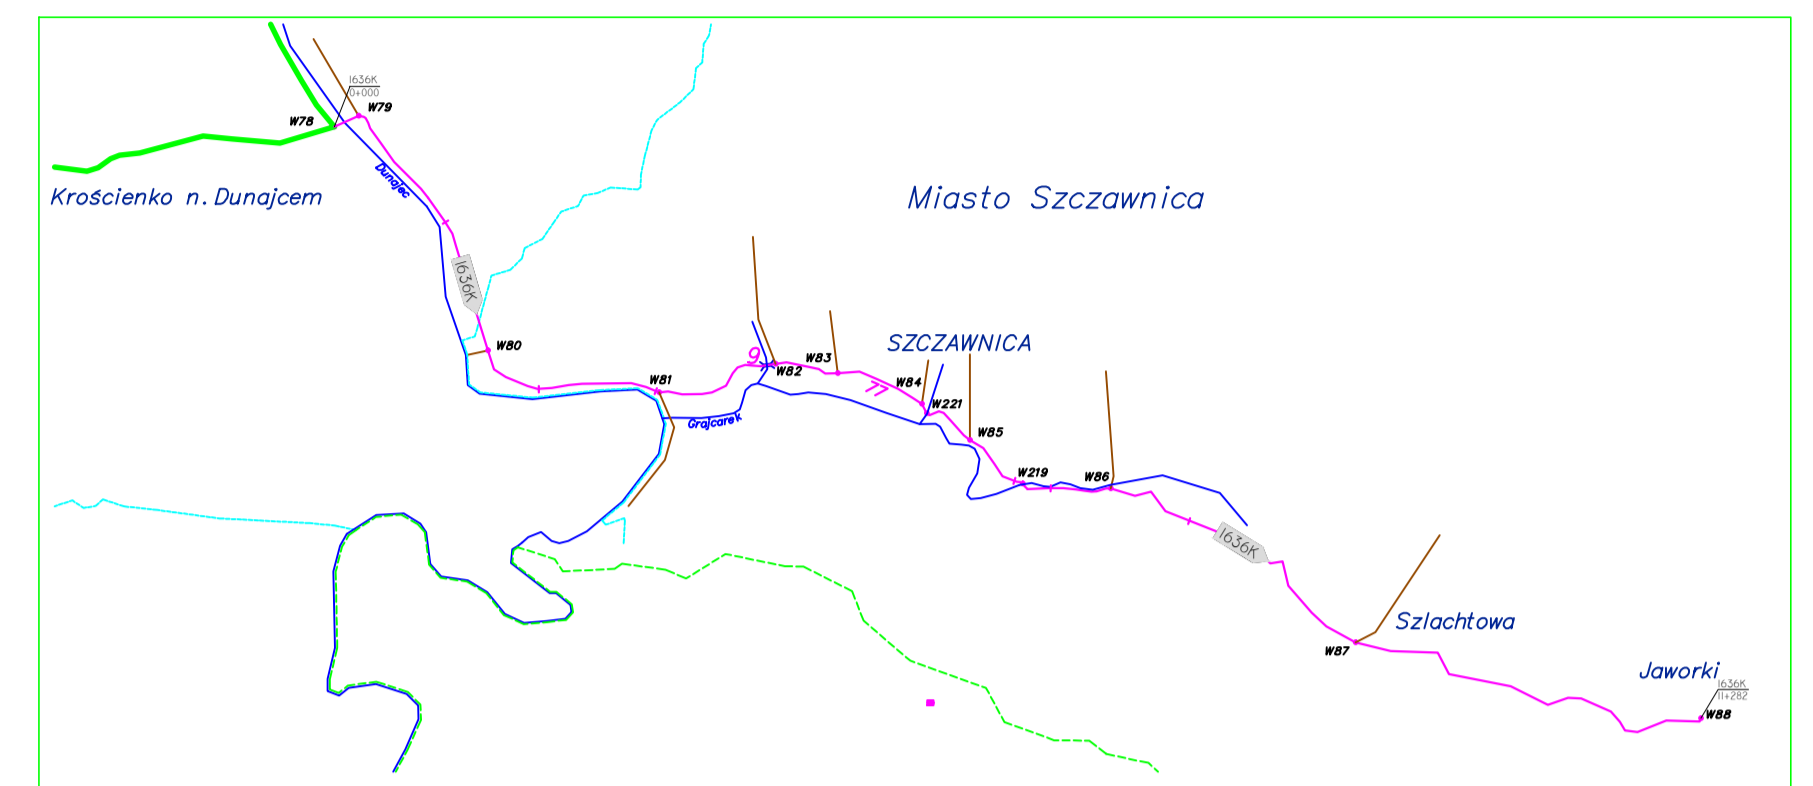 1636K
0+000
W79
W78
Dunajec
Krościenko n.Dunajcem
Miasto Szczawnica
1636K
W80
SZCZAWNICA
9
W83
W82
W81
77
W84
W221
Grajcarek
W85
W219
W86
1636K
Szlachtowa
W87
Jaworki
1636K
11+282
W88